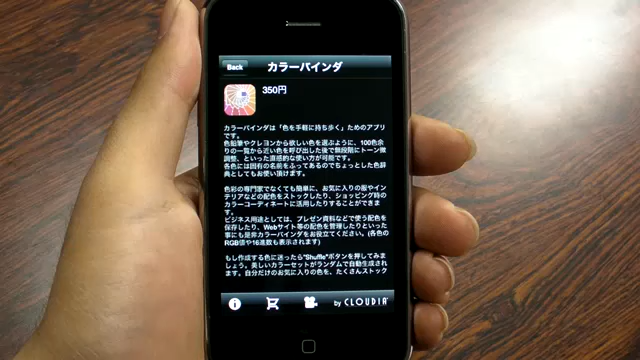 Back
カラーバインダ
350円
カラーバインダは「色を手軽に持ち歩く」ためのアプリ
です。
色鉛筆やクレヨンから欲しい色を選ぶように、100色余
りの一覧から近い色を呼び出した後で無段階にトーン微
調整、といった直感的な使い方が可能です。
各色には固有の名前をふってあるのでちょっとした色辞
典としてもお使い頂けます。
色彩の専門家でなくても簡単に、お気に入りの服やイン
テリアなどの配色をストックしたり、ショッピング時の
カラーコーディネートに活用したりすることができま
す。
ビジネス用途としては、プレゼン資料などで使う配色を
保存したり、Webサイト等の配色を管理したりといった
事にも是非カラーバインダをお役立てください。(各色の
RGB値や16進数も表示されます)
もし作成する色に迷ったら"Shuffle"ボタンを押してみま
しょう。美しいカラーセットがランダムで自動生成されま
す。自分だけのお気に入りの色を、たくさんストック
by CLOUDIA